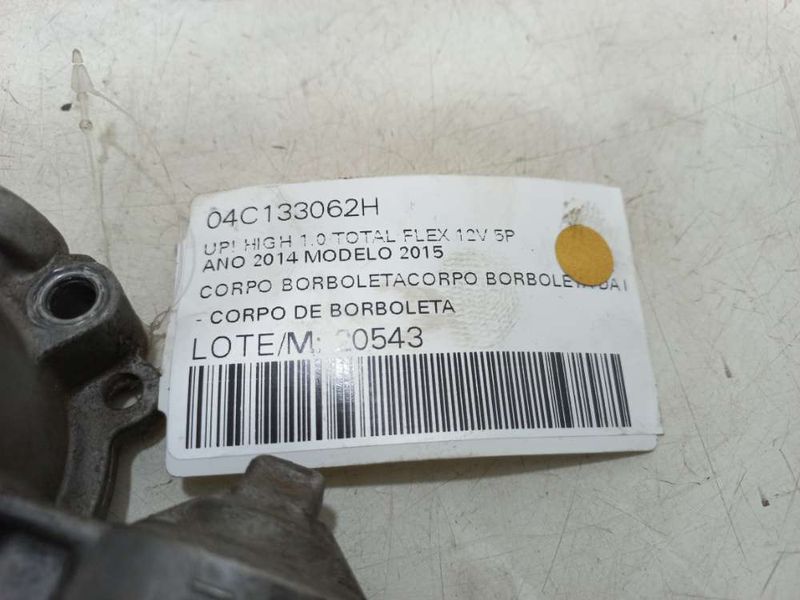 04C133062H
UP! HIGH 1.0 TOTAL FLEX 12V 5P
ANO 2014 MODELO 2015
CORPO BORBOLETACORPO BORBOLETA
- CORPO DE BORBOLETA
LOTE/M: 20543